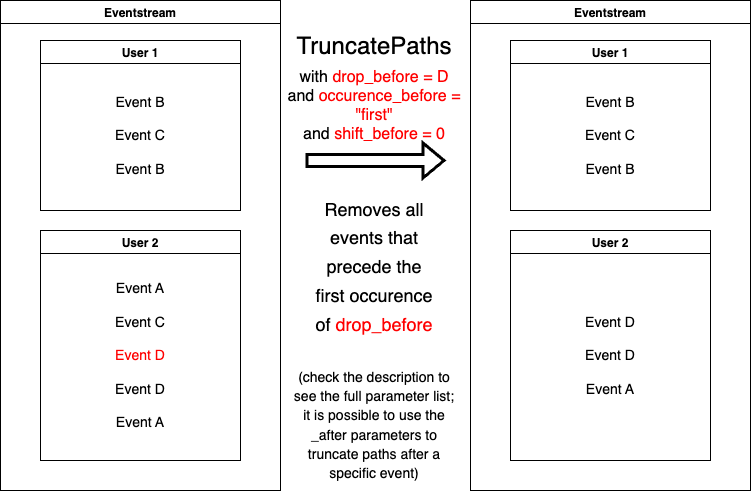 Eventstream
User 1
Event B
Event C
Event B
User 2
Event A
Event C
Event D
Event D
Event A
TruncatePaths
with drop_before = D
and occurence_before =
"first"
and shift_before = 0
Removes all
events that
precede the
first occurence
of drop_before
(check the description to
see the full parameter list;
it is possible to use the
_after parameters to
truncate paths after a
specific event)
Eventstream
User 1
Event B
Event C
Event B
User 2
Event D
Event D
Event A